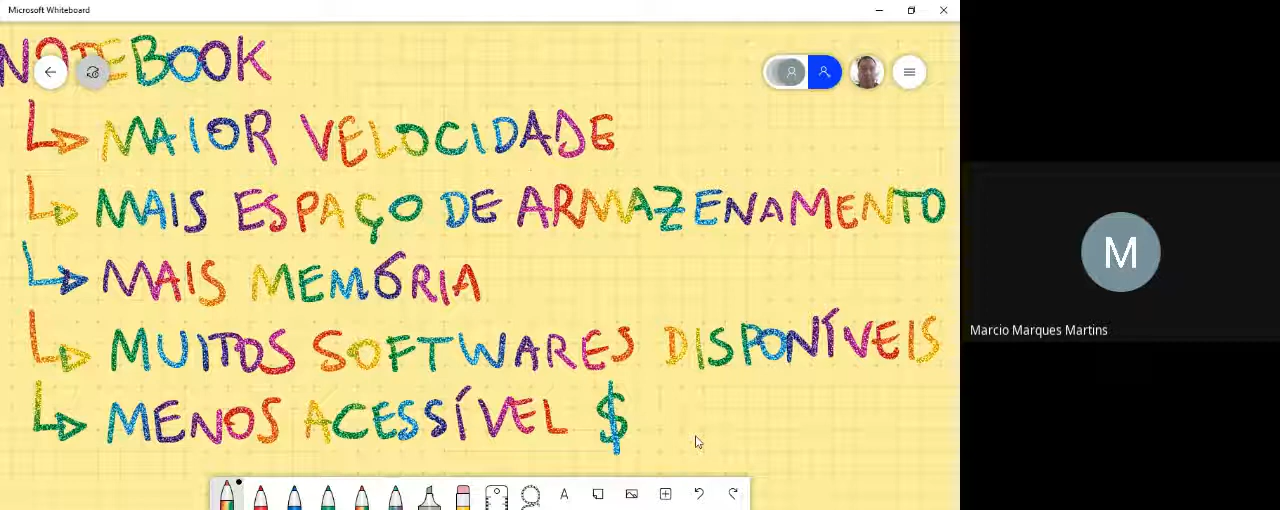 Microsoft Whiteboard
NOTEBOOK
MAIOR VELOCIDADE
MAIS ESPAÇO DE ARMAZENAMENTO
MAIS MEMÓRIA
MUITOS SOFTWARES DISPONÍVEIS
MENOS ACESSÍVEL $
A
M
Marcio Marques Martins